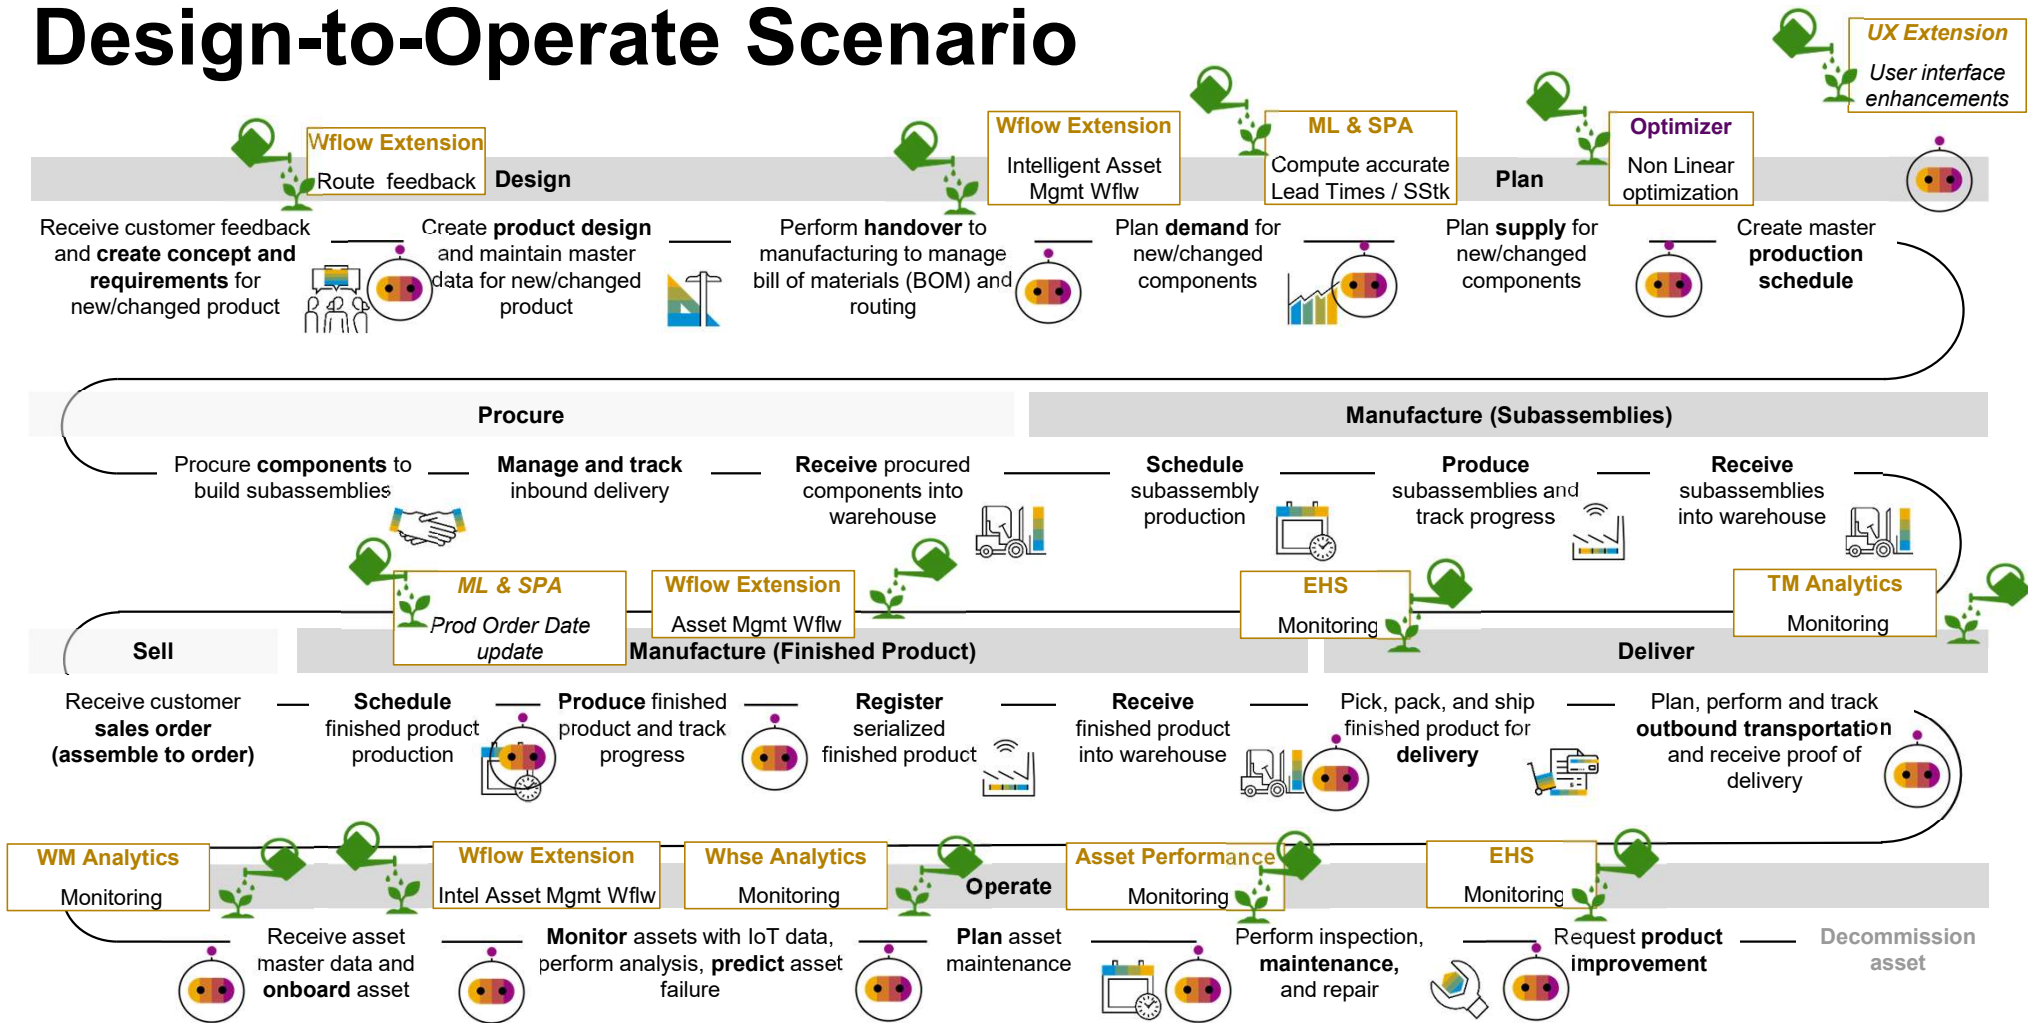 Design-to-Operate Scenario
UX Extension
User interface
enhancements
Wflow Extension
Route feedback
Design
Wflow Extension
Intelligent Asset
Mgmt Wflw
ML & SPA
Compute accurate
Lead Times / SStk
Plan
Optimizer
Non Linear
optimization
Receive customer feedback
and create concept and
requirements for
new/changed product
Create product design
and maintain master
data for new/changed
product
Perform handover to
manufacturing to manage
bill of materials (BOM) and
routing
Plan demand for
new/changed
components
Plan supply for
new/changed
components
Create master
production
schedule
Procure
Manufacture (Subassemblies)
Procure components to
build subassemblies
Manage and track
inbound delivery
Receive procured
components into
warehouse
Schedule
subassembly
production
Produce
subassemblies and
track progress
Receive
subassemblies
into warehouse
ML & SPA
Prod Order Date
update
Wflow Extension
Asset Mgmt Wflw
EHS
Monitoring
TM Analytics
Monitoring
Sell
Manufacture (Finished Product)
Deliver
Receive customer
sales order
(assemble to order)
Schedule
finished product
production
Produce finished
product and track
progress
Register
serialized
finished product
Receive
finished product
into warehouse
Pick, pack, and ship
finished product for
delivery
Plan, perform and track
outbound transportation
and receive proof of
delivery
WM Analytics
Monitoring
Wflow Extension
Intel Asset Mgmt Wflw
Whse Analytics
Monitoring
Operate
Asset Performance
Monitoring
EHS
Monitoring
Receive asset
master data and
onboard asset
Monitor assets with IoT data,
perform analysis, predict asset
failure
Plan asset
maintenance
Perform inspection,
maintenance,
and repair
Request product
improvement
Decommission
asset